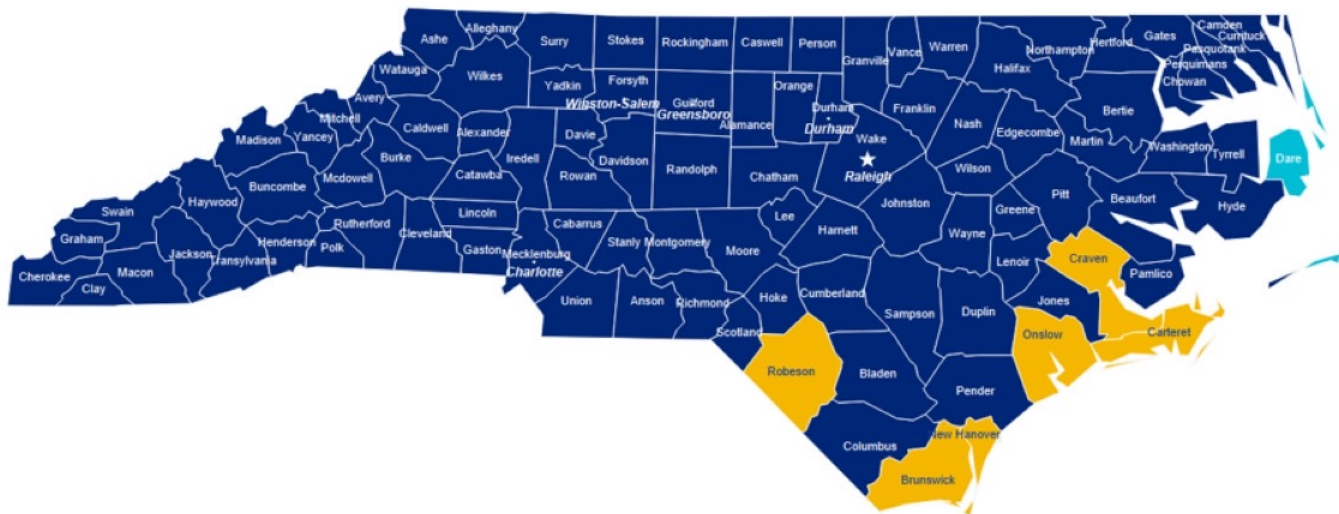 Camden
Alleghany
Currituck
Ashe
Surry
Stokes
Rockingham
Caswell
Person
Vance
Warren
Northampton
Hertford
Gates
Pasquotank
Granville
Halifax
Perquimans
Watauga
Wilkes
Yadkin
Forsyth
Orange
Chowan
Avery
Winston-Salem
Guilford
Durham
Franklin
Bertie
Mitchell
Greensboro
Alamance
Durham
Nash
Edgecombe
Madison
Yancey
Caldwell
Alexander
Davie
Wake
Martin
Washington
Tyrrell
Dare
Burke
Iredell
Davidson
Randolph
Raleigh
Wilson
Buncombe
Mcdowell
Catawba
Rowan
Chatham
Pitt
Beaufort
Swain
Haywood
Johnston
Greene
Hyde
Rutherford
Lincoln
Cabarrus
Lee
Harnett
Wayne
Graham
Jackson
Henderson
Polk
Cleveland
Gaston
Mecklenburg
Stanly
Montgomery
Moore
Lenoir
Craven
Cherokee
Macon
Transylvania
Charlotte
Pamlico
Clay
Union
Anson
Richmond
Hoke
Cumberland
Sampson
Duplin
Jones
Scotland
Onslow
Carteret
Robeson
Bladen
Pender
Columbus
New Hanover
Brunswick